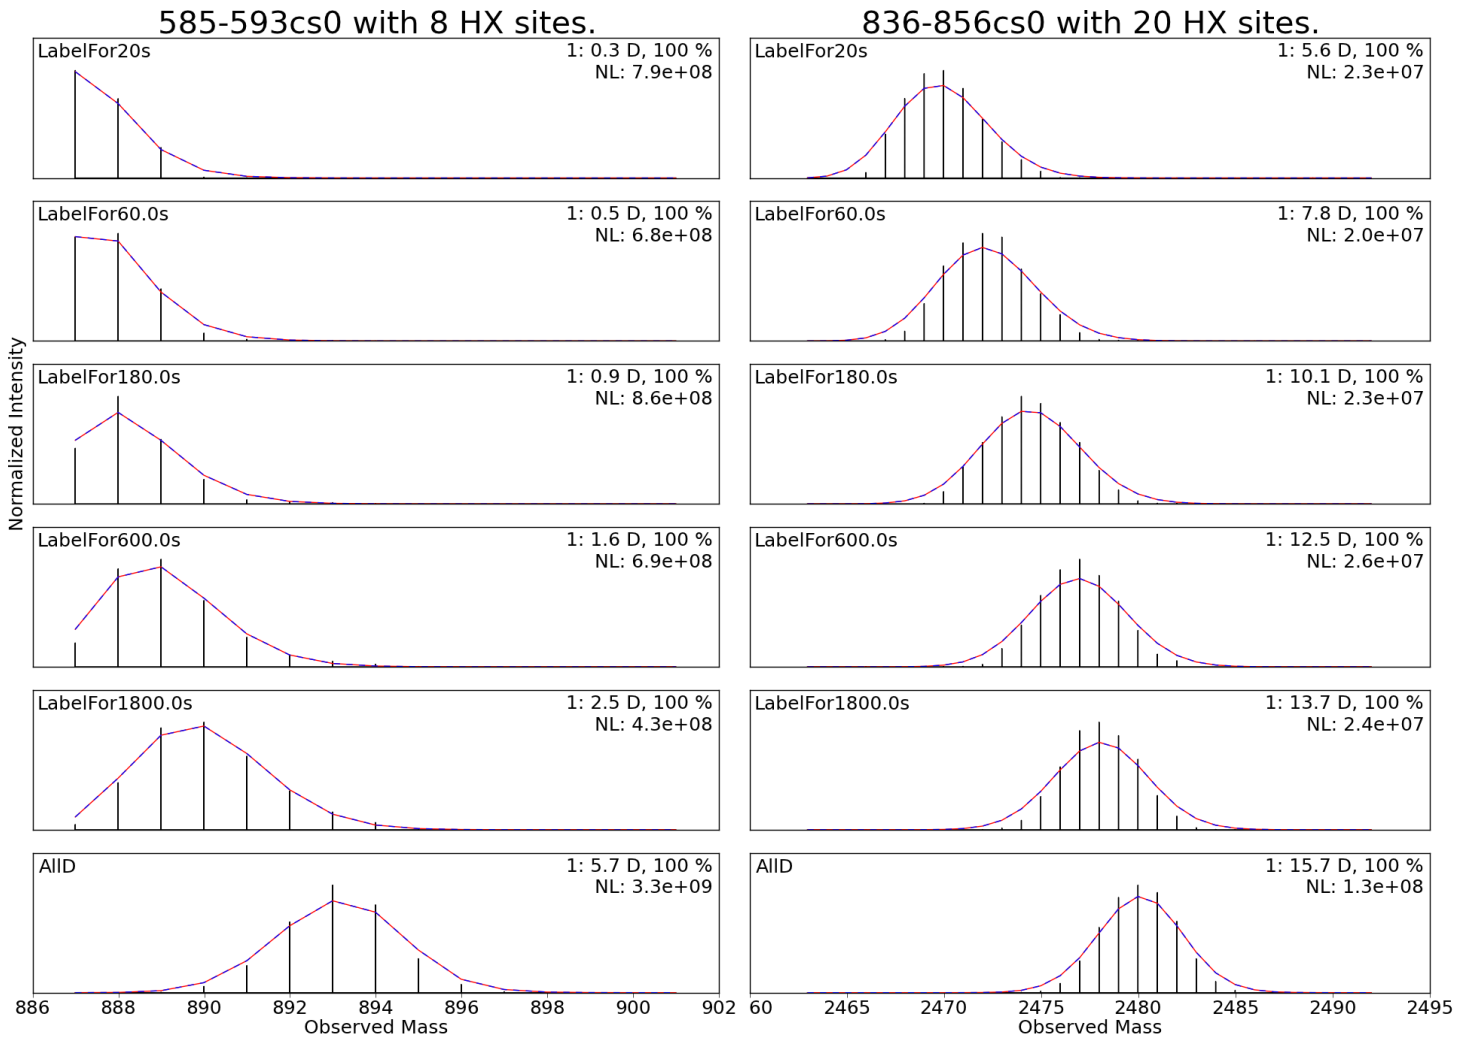 585-593cs0 with 8 HX sites.
LabelFor20s
1: 0.3 D, 100 %
NL: 7.9e+08
LabelFor60.0s
1: 0.5 D, 100 %
NL: 6.8e+08
LabelFor180.0s
1: 0.9 D, 100 %
NL: 8.6e+08
LabelFor600.0s
1: 1.6 D, 100 %
NL: 6.9e+08
LabelFor1800.0s
1: 2.5 D, 100 %
NL: 4.3e+08
AllD
1: 5.7 D, 100 %
NL: 3.3e+09
886 888 890 892 894 896 898 900 902
Observed Mass
Normalized Intensity
836-856cs0 with 20 HX sites.
LabelFor20s
1: 5.6 D, 100 %
NL: 2.3e+07
LabelFor60.0s
1: 7.8 D, 100 %
NL: 2.0e+07
LabelFor180.0s
1: 10.1 D, 100 %
NL: 2.3e+07
LabelFor600.0s
1: 12.5 D, 100 %
NL: 2.6e+07
LabelFor1800.0s
1: 13.7 D, 100 %
NL: 2.4e+07
AllD
1: 15.7 D, 100 %
NL: 1.3e+08
60 2465 2470 2475 2480 2485 2490 2495
Observed Mass